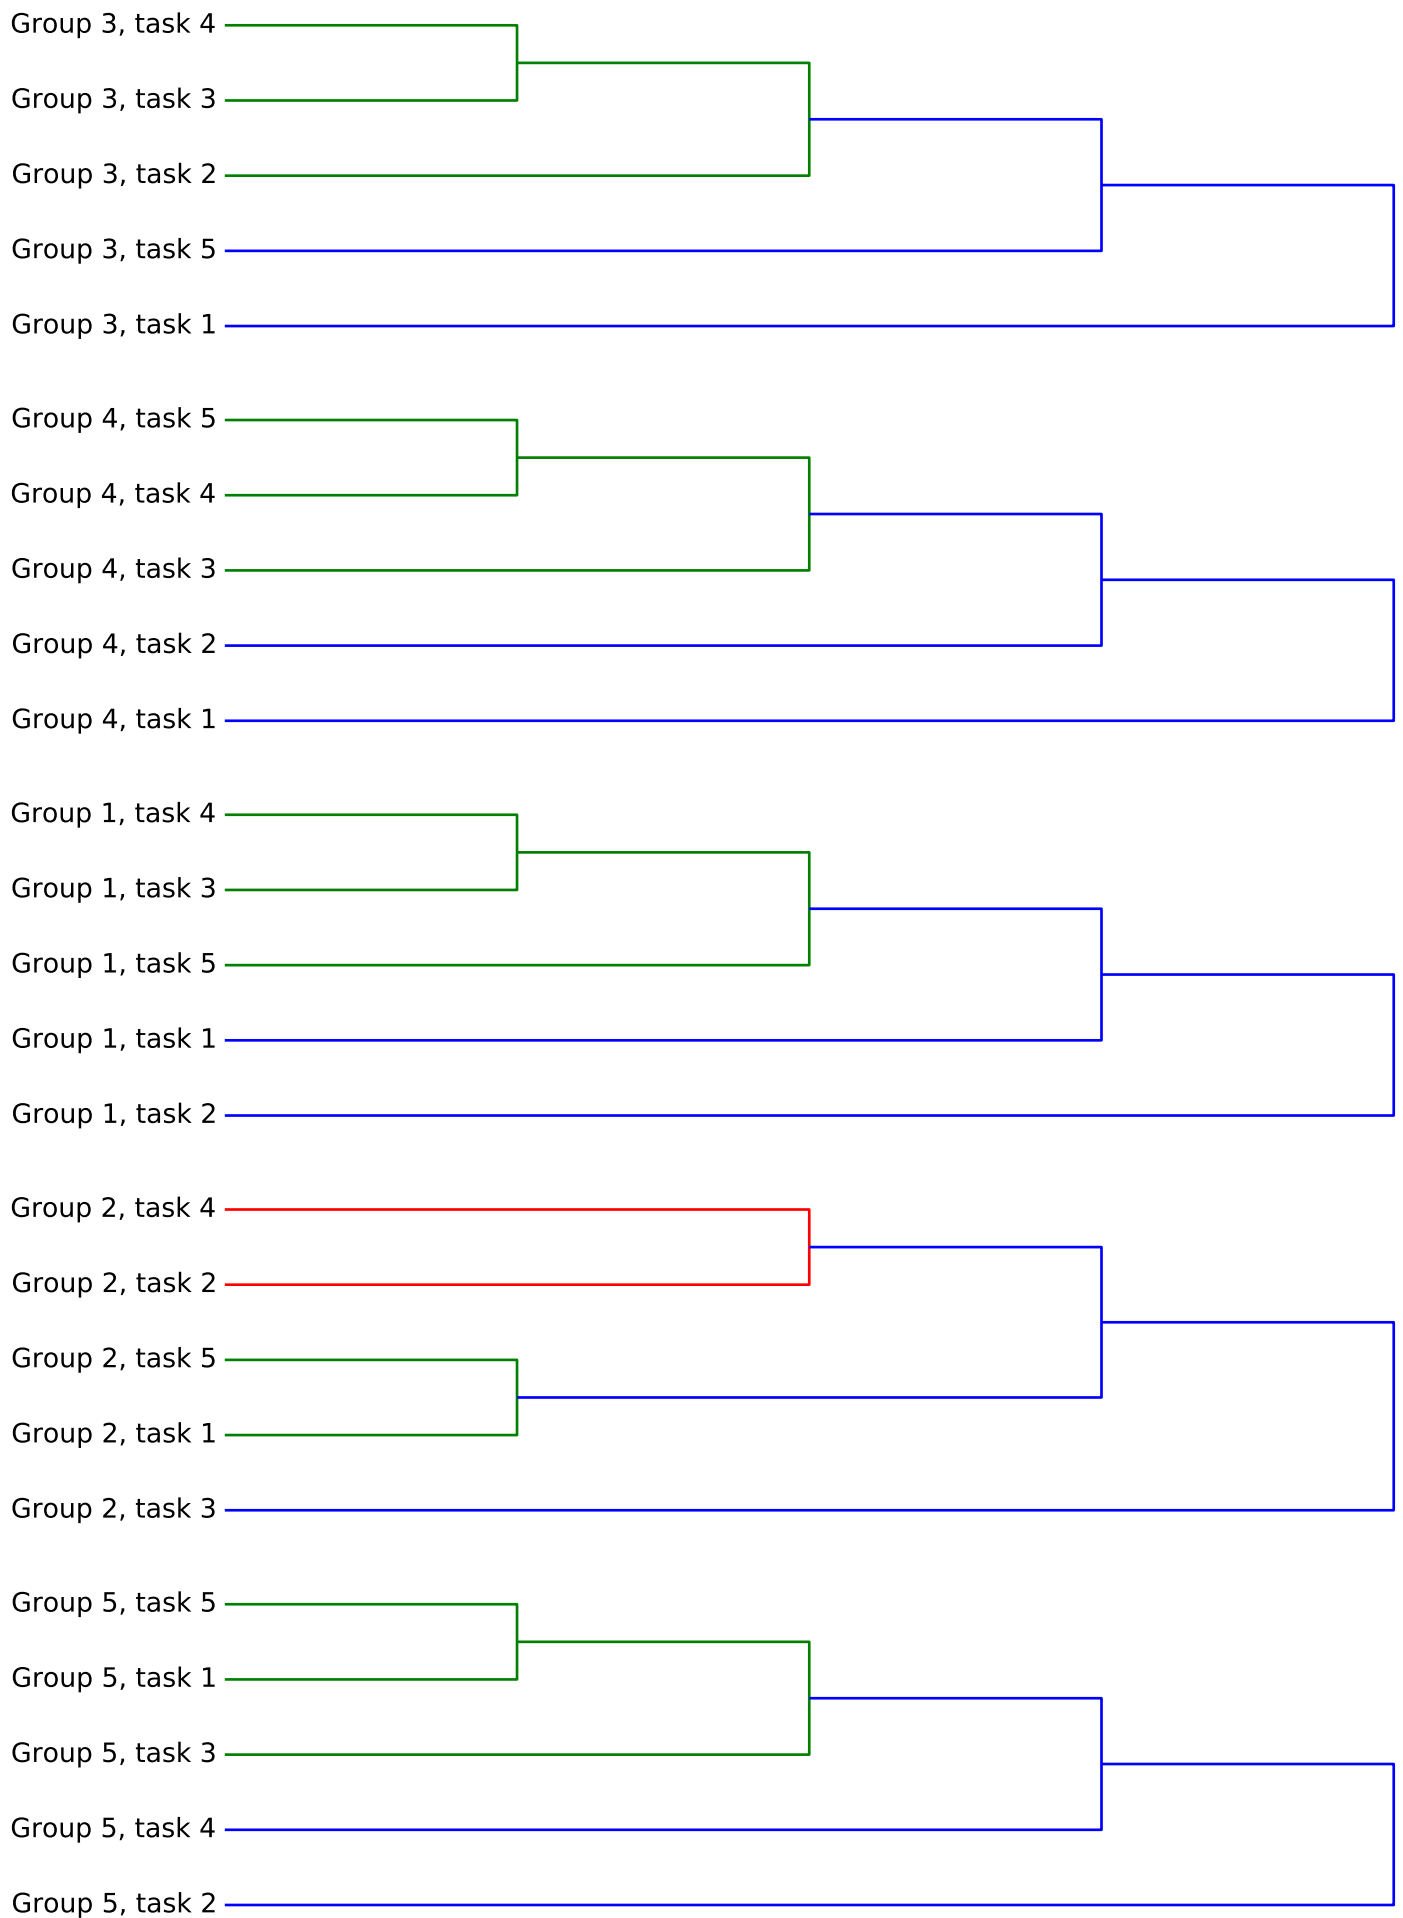 Group 3, task 4
Group 3, task 3
Group 3, task 2
Group 3, task 5
Group 3, task 1
Group 4, task 5
Group 4, task 4
Group 4, task 3
Group 4, task 2
Group 4, task 1
Group 1, task 4
Group 1, task 3
Group 1, task 5
Group 1, task 1
Group 1, task 2
Group 2, task 4
Group 2, task 2
Group 2, task 5
Group 2, task 1
Group 2, task 3
Group 5, task 5
Group 5, task 1
Group 5, task 3
Group 5, task 4
Group 5, task 2